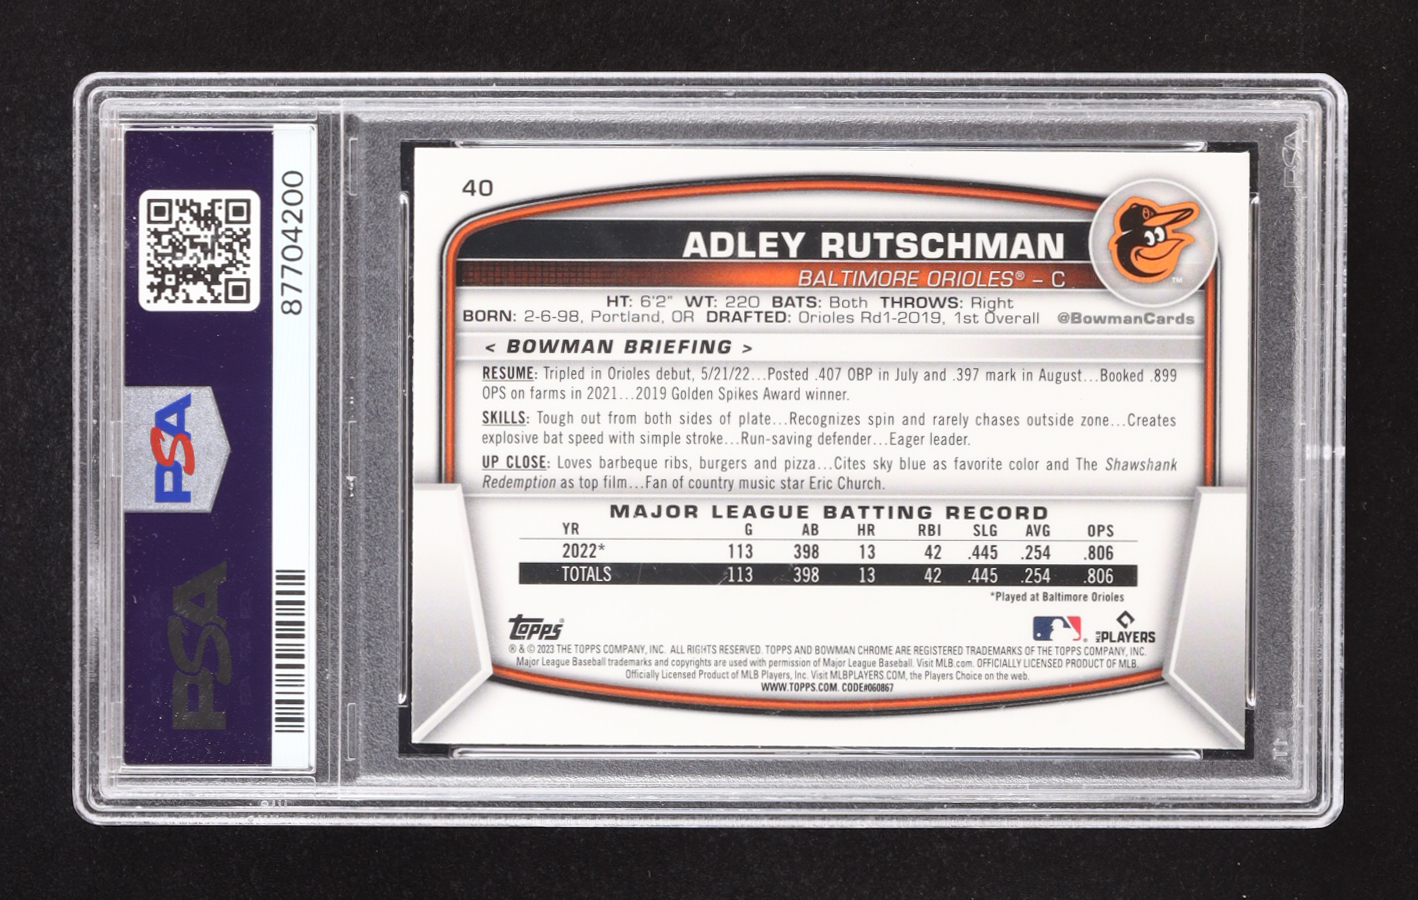 40
ADLEY RUTSCHMAN
BALTIMORE ORIOLES® – C
HT: 6'2" WT: 220 BATS: Both THROWS: Right
BORN: 2-6-98, Portland, OR DRAFTED: Orioles Rd1-2019, 1st Overall @BowmanCards
< BOWMAN BRIEFING >
RESUME: Tripled in Orioles debut, 5/21/22...Posted .407 OBP in July and .397 mark in August...Booked .899
OPS on farms in 2021...2019 Golden Spikes Award winner.
SKILLS: Tough out from both sides of plate...Recognizes spin and rarely chases outside zone...Creates
explosive bat speed with simple stroke...Run-saving defender...Eager leader.
UP CLOSE: Loves barbeque ribs, burgers and pizza...Cites sky blue as favorite color and The Shawshank
Redemption as top film...Fan of country music star Eric Church.
MAJOR LEAGUE BATTING RECORD
YR G AB HR RBI SLG AVG OPS
2022* 113 398 13 42 .445 .254 .806
TOTALS 113 398 13 42 .445 .254 .806
*Played at Baltimore Orioles
Topps
MLB PLAYERS
® & © 2023 THE TOPPS COMPANY, INC. ALL RIGHTS RESERVED. TOPPS AND BOWMAN CHROME ARE REGISTERED TRADEMARKS OF THE TOPPS COMPANY, INC.
Major League Baseball trademarks and copyrights are used with permission of Major League Baseball. Visit MLB.com. OFFICIALLY LICENSED PRODUCT OF MLB.
Officially Licensed Product of MLB Players, Inc. Visit MLBPLAYERS.COM, the Players Choice on the web.
WWW.TOPPS.COM. CODE#060867
87704200
PSA
PSA
PSA
TM